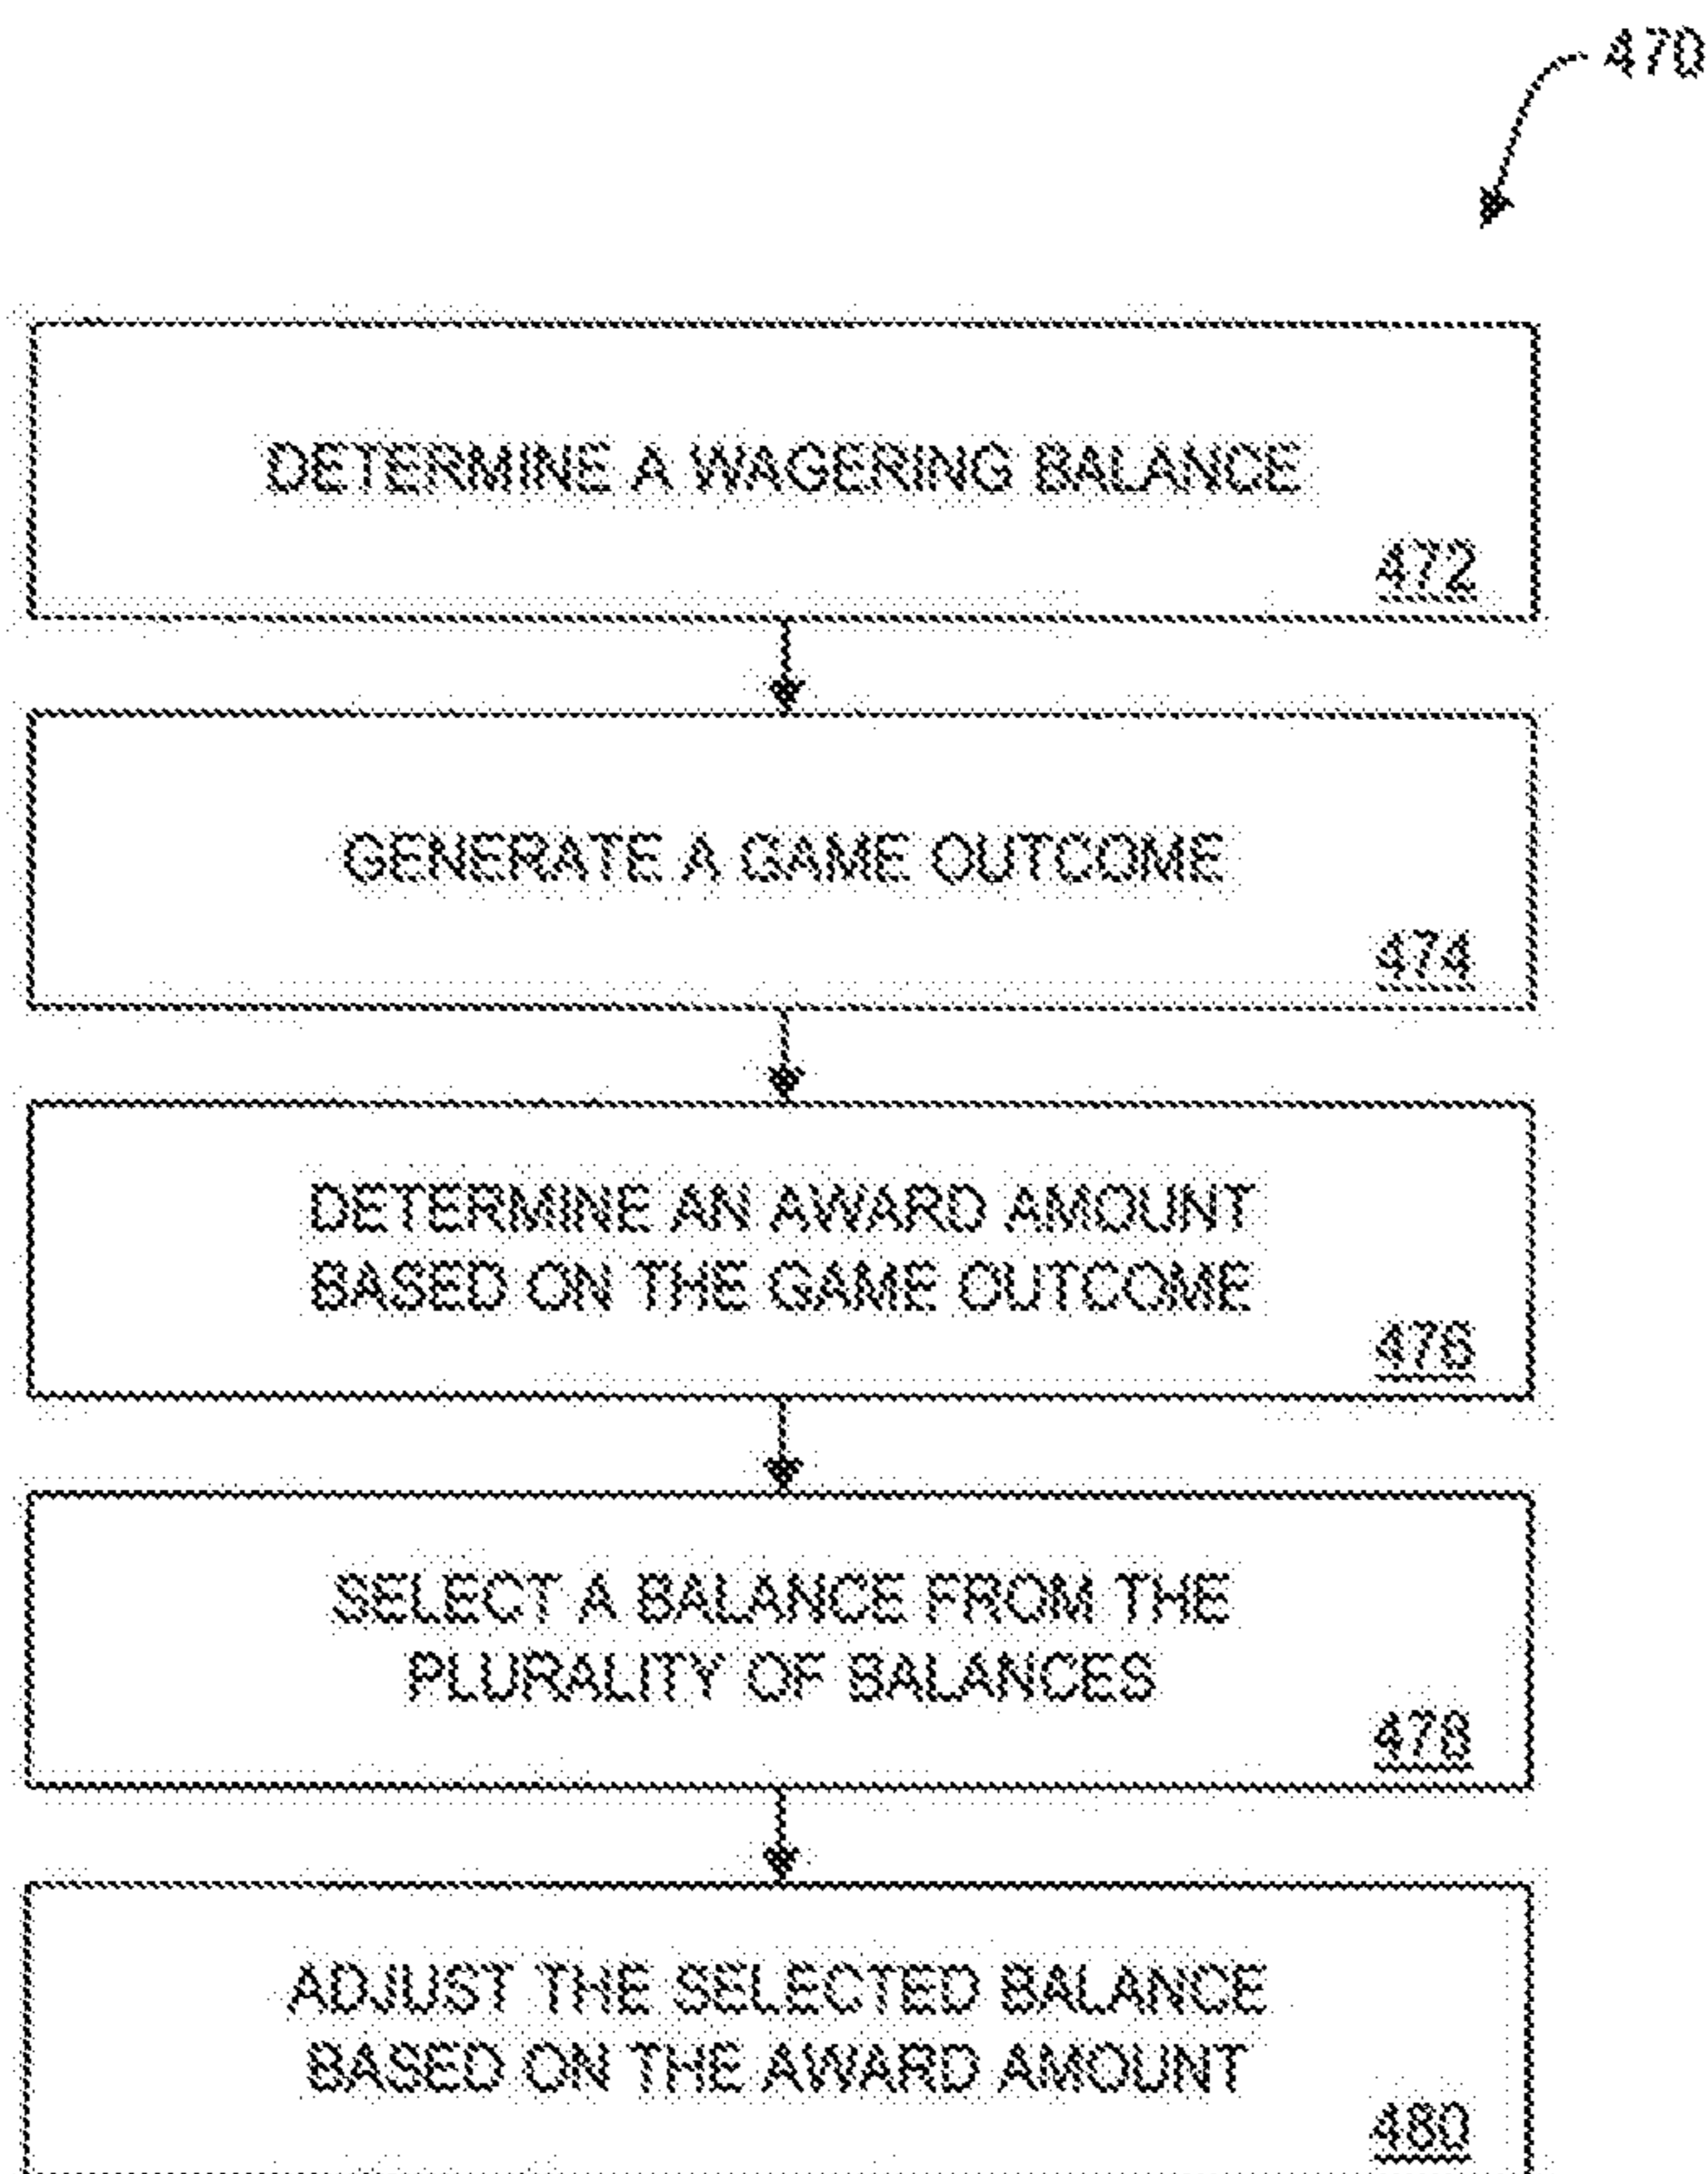 470
DETERMINE A WAGERING BALANCE
472
GENERATE A GAME OUTCOME
474
DETERMINE AN AWARD AMOUNT
BASED ON THE GAME OUTCOME
476
SELECT A BALANCE FROM THE
PLURALITY OF BALANCES
478
ADJUST THE SELECTED BALANCE
BASED ON THE AWARD AMOUNT
480